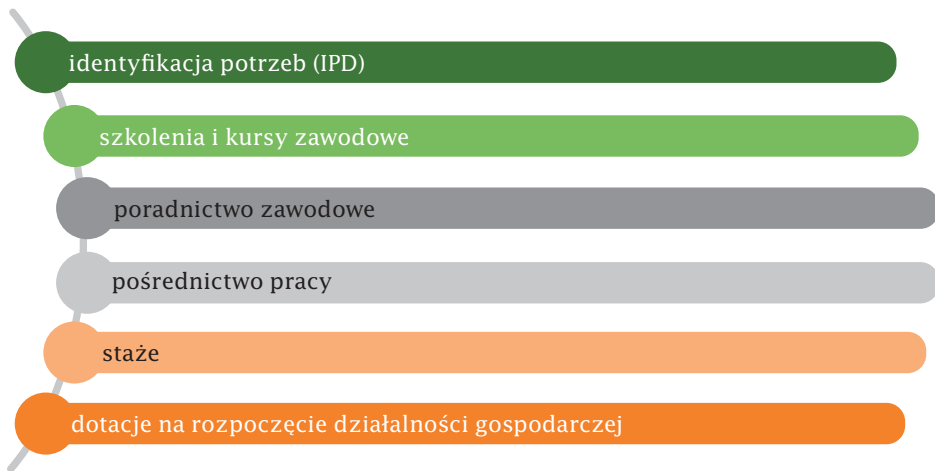 identyfikacja potrzeb (IPD)
szkolenia i kursy zawodowe
poradnictwo zawodowe
pośrednictwo pracy
staże
dotacje na rozpoczęcie działalności gospodarczej